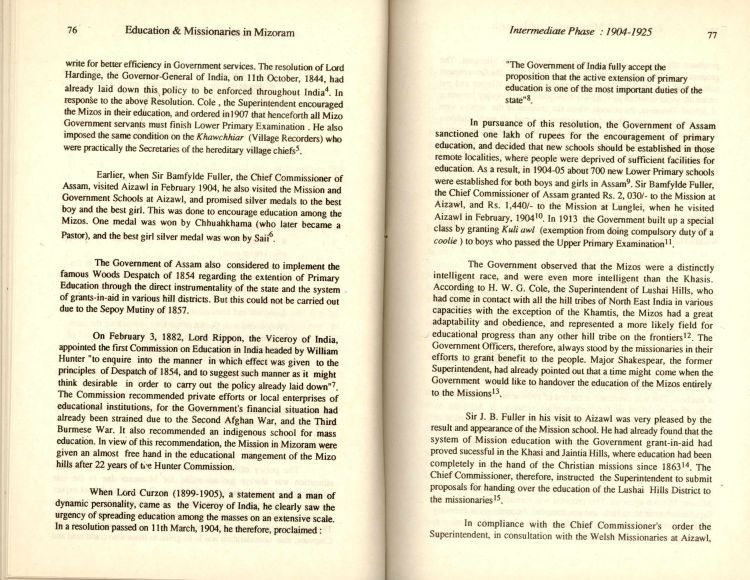 76
Education & Missionaries in Mizoram
write for better efficiency in Government services. The resolution of Lord
Hardinge, the Governor-General of India, on 11th October, 1844, had
already laid down this policy to be enforced throughout India4. In
response to the above Resolution. Cole , the Superintendent encouraged
the Mizos in their education, and ordered in1907 that henceforth all Mizo
Government servants must finish Lower Primary Examination . He also
imposed the same condition on the Khawchhiar (Village Recorders) who
were practically the Secretaries of the hereditary village chiefs5.
Earlier, when Sir Bamfylde Fuller, the Chief Commissioner of
Assam, visited Aizawl in February 1904, he also visited the Mission and
Government Schools at Aizawl, and promised silver medals to the best
boy and the best girl. This was done to encourage education among the
Mizos. One medal was won by Chhuahkhama (who later became a
Pastor), and the best girl silver medal was won by Saii6.
The Government of Assam also considered to implement the
famous Woods Despatch of 1854 regarding the extention of Primary
Education through the direct instrumentality of the state and the system
of grants-in-aid in various hill districts. But this could not be carried out
due to the Sepoy Mutiny of 1857.
On February 3, 1882, Lord Rippon, the Viceroy of India,
appointed the first Commission on Education in India headed by William
Hunter "to enquire into the manner in which effect was given to the
principles of Despatch of 1854, and to suggest such manner as it might
think desirable in order to carry out the policy already laid down"7.
The Commission recommended private efforts or local enterprises of
educational institutions, for the Government's financial situation had
already been strained due to the Second Afghan War, and the Third
Burmese War. It also recommended an indigenous school for mass
education. In view of this recommendation, the Mission in Mizoram were
given an almost free hand in the educational mangement of the Mizo
hills after 22 years of the Hunter Commission.
When Lord Curzon (1899-1905), a statement and a man of
dynamic personality, came as the Viceroy of India, he clearly saw the
urgency of spreading education among the masses on an extensive scale.
In a resolution passed on 11th March, 1904, he therefore, proclaimed :
Intermediate Phase : 1904-1925
77
"The Government of India fully accept the
proposition that the active extension of primary
education is one of the most important duties of the
state"8.
In pursuance of this resolution, the Government of Assam
sanctioned one lakh of rupees for the encouragement of primary
education, and decided that new schools should be established in those
remote localities, where people were deprived of sufficient facilities for
education. As a result, in 1904-05 about 700 new Lower Primary schools
were established for both boys and girls in Assam9. Sir Bamfylde Fuller,
the Chief Commissioner of Assam granted Rs. 2, 030/- to the Mission at
Aizawl, and Rs. 1,440/- to the Mission at Lunglei, when he visited
Aizawl in February, 190410. In 1913 the Government built up a special
class by granting Kuli awl (exemption from doing compulsory duty of a
coolie ) to boys who passed the Upper Primary Examination11.
The Government observed that the Mizos were a distinctly
intelligent race, and were even more intelligent than the Khasis.
According to H. W. G. Cole, the Superintendent of Lushai Hills, who
had come in contact with all the hill tribes of North East India in various
capacities with the exception of the Khamtis, the Mizos had a great
adaptability and obedience, and represented a more likely field for
educational progress than any other hill tribe on the frontiers12. The
Government Officers, therefore, always stood by the missionaries in their
efforts to grant benefit to the people. Major Shakespear, the former
Superintendent, had already pointed out that a time might come when the
Government would like to handover the education of the Mizos entirely
to the Missions13.
Sir J. B. Fuller in his visit to Aizawl was very pleased by the
result and appearance of the Mission school. He had already found that the
system of Mission education with the Government grant-in-aid had
proved sucessful in the Khasi and Jaintia Hills, where education had been
completely in the hand of the Christian missions since 186314. The
Chief Commissioner, therefore, instructed the Superintendent to submit
proposals for handing over the education of the Lushai Hills District to
the missionaries15.
In compliance with the Chief Commissioner's order the
Superintendent, in consultation with the Welsh Missionaries at Aizawl,